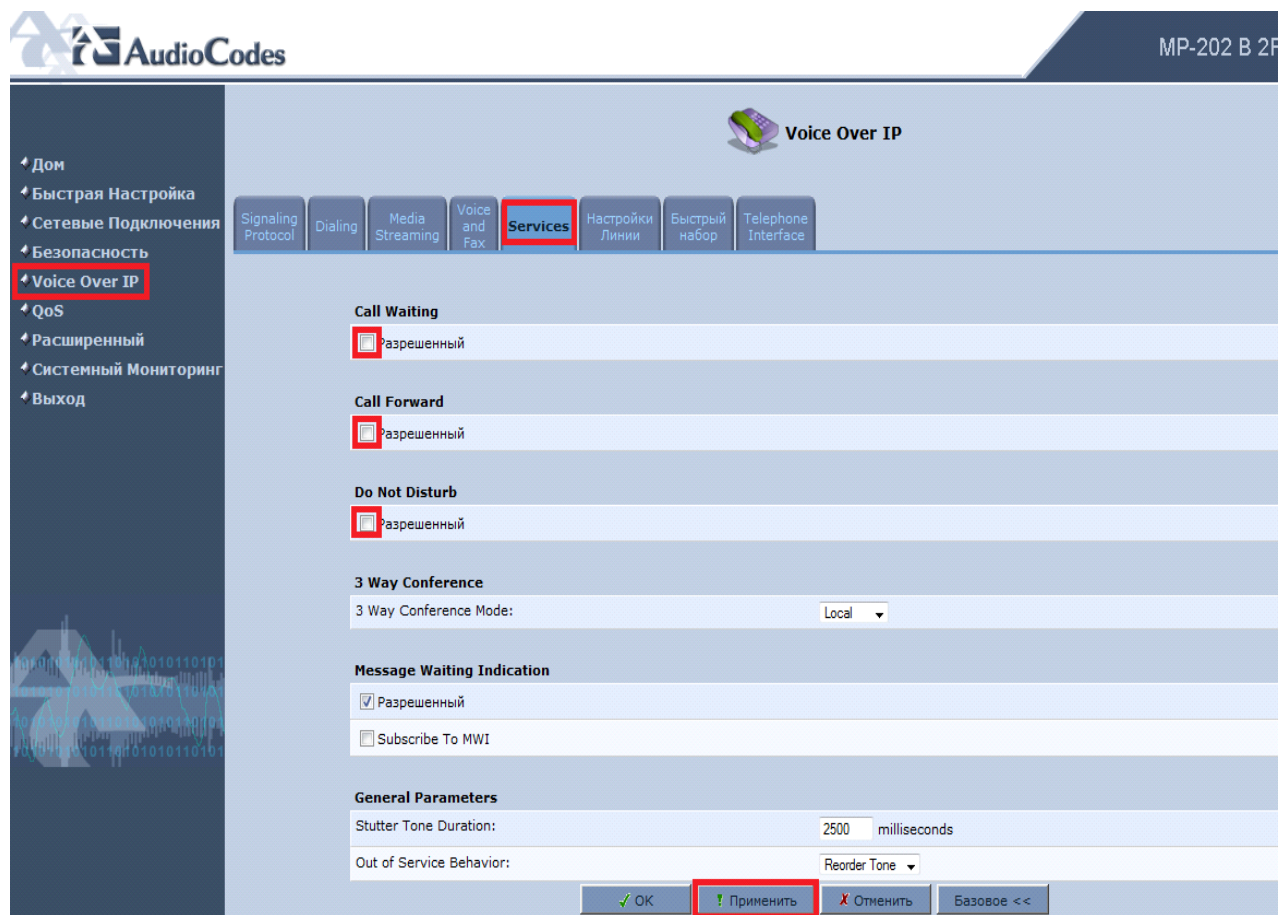 AudioCodes
MP-202 B 2F
Voice Over IP
Дом
Быстрая Настройка
Сетевые Подключения
Безопасность
Voice Over IP
QoS
Расширенный
Системный Мониторинг
Выход
Signaling Protocol
Dialing
Media Streaming
Voice and Fax
Services
Настройки Линии
Быстрый набор
Telephone Interface
Call Waiting
Разрешенный
Call Forward
Разрешенный
Do Not Disturb
Разрешенный
3 Way Conference
3 Way Conference Mode: Local
Message Waiting Indication
Разрешенный
Subscribe To MWI
General Parameters
Stutter Tone Duration: 2500 milliseconds
Out of Service Behavior: Reorder Tone
OK
! Применить
Отменить
Базовое <<